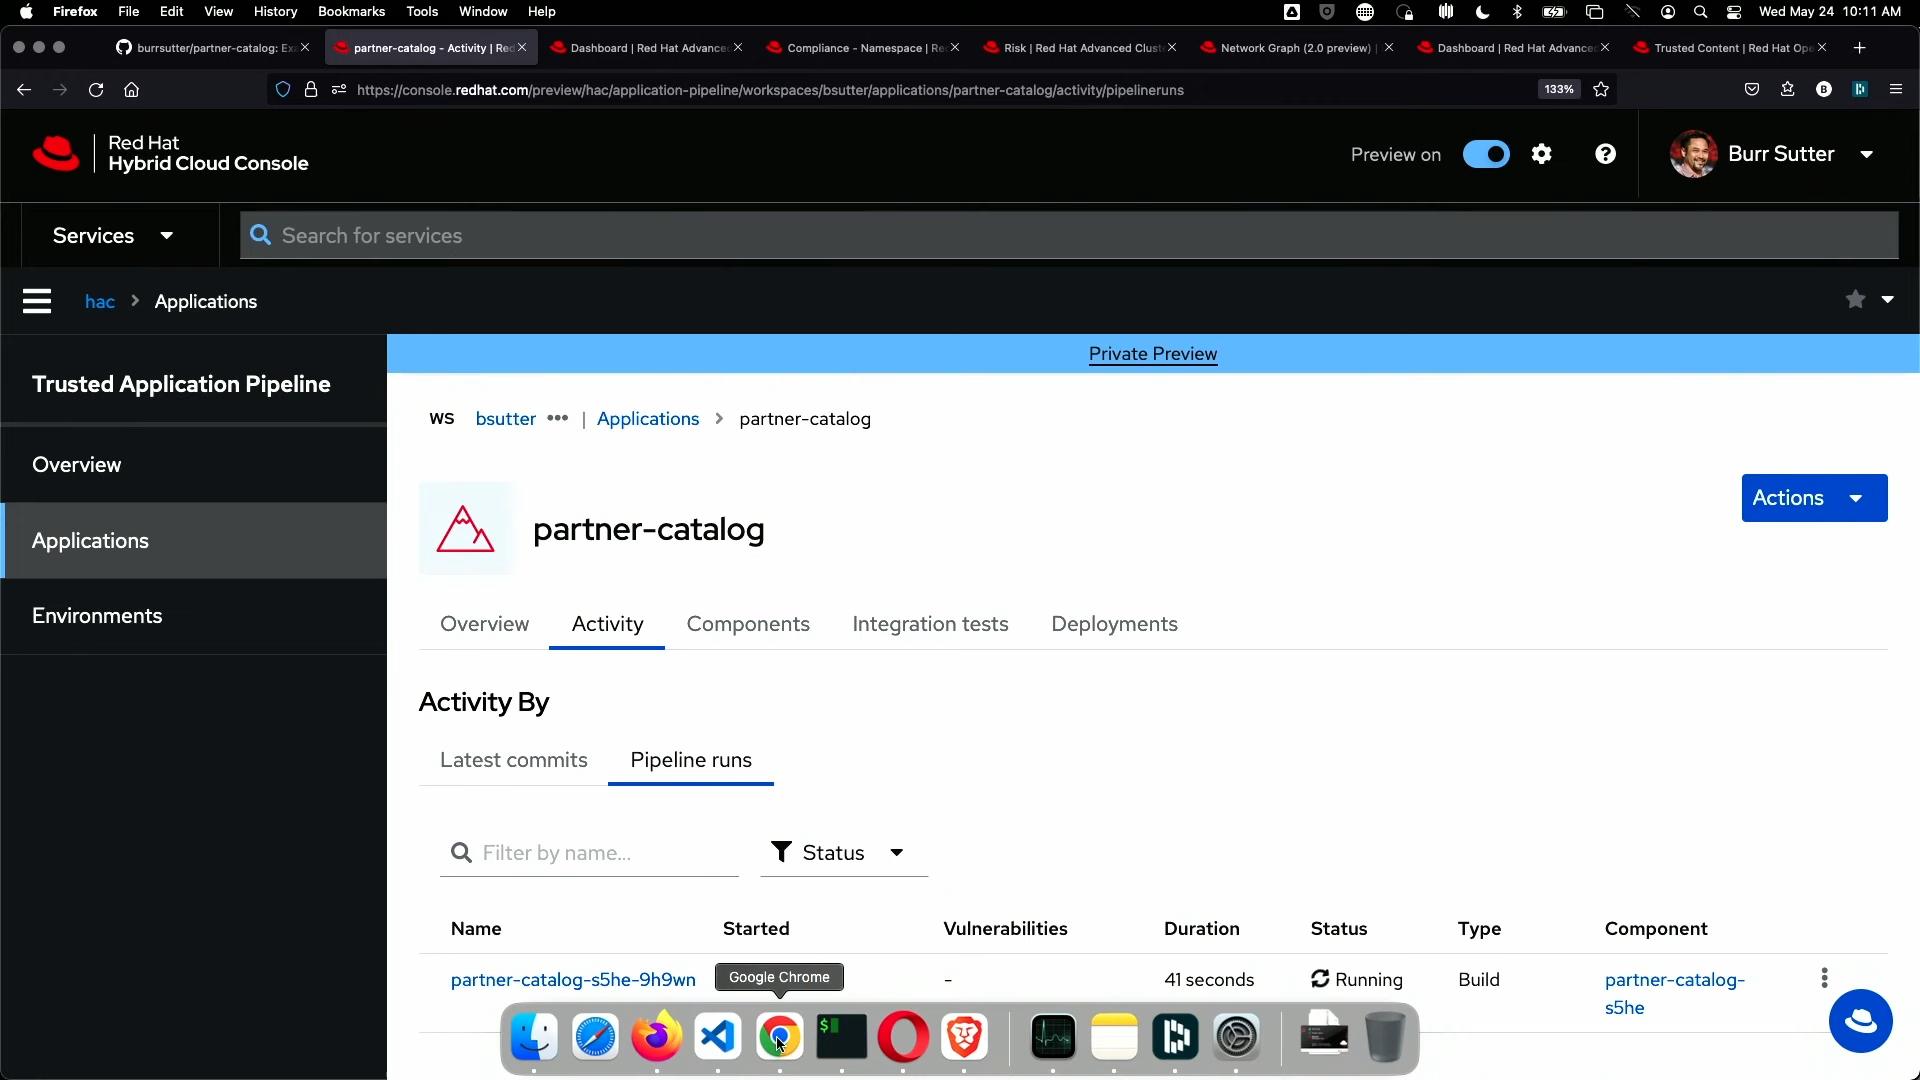 Firefox File Edit View History Bookmarks Tools Window Help Wed May 24 10:11 AM
burrsutter/partner-catalog: Exa
partner-catalog - Activity | Red
Dashboard | Red Hat Advance
Compliance - Namespace | Re
Risk | Red Hat Advanced Clust
Network Graph (2.0 preview) |
Dashboard | Red Hat Advance
Trusted Content | Red Hat Ope
https://console.redhat.com/preview/hac/application-pipeline/workspaces/bsutter/applications/partner-catalog/activity/pipelineruns
133%
B
Red Hat
Hybrid Cloud Console
Preview on
Burr Sutter
Services
Search for services
hac > Applications
Private Preview
Trusted Application Pipeline
Overview
Applications
Environments
WS bsutter ••• | Applications > partner-catalog
partner-catalog
Actions
Overview Activity Components Integration tests Deployments
Activity By
Latest commits Pipeline runs
Filter by name...
Status
Name Started Vulnerabilities Duration Status Type Component
partner-catalog-s5he-9h9wn - 41 seconds Running Build partner-catalog-
s5he
Google Chrome
$